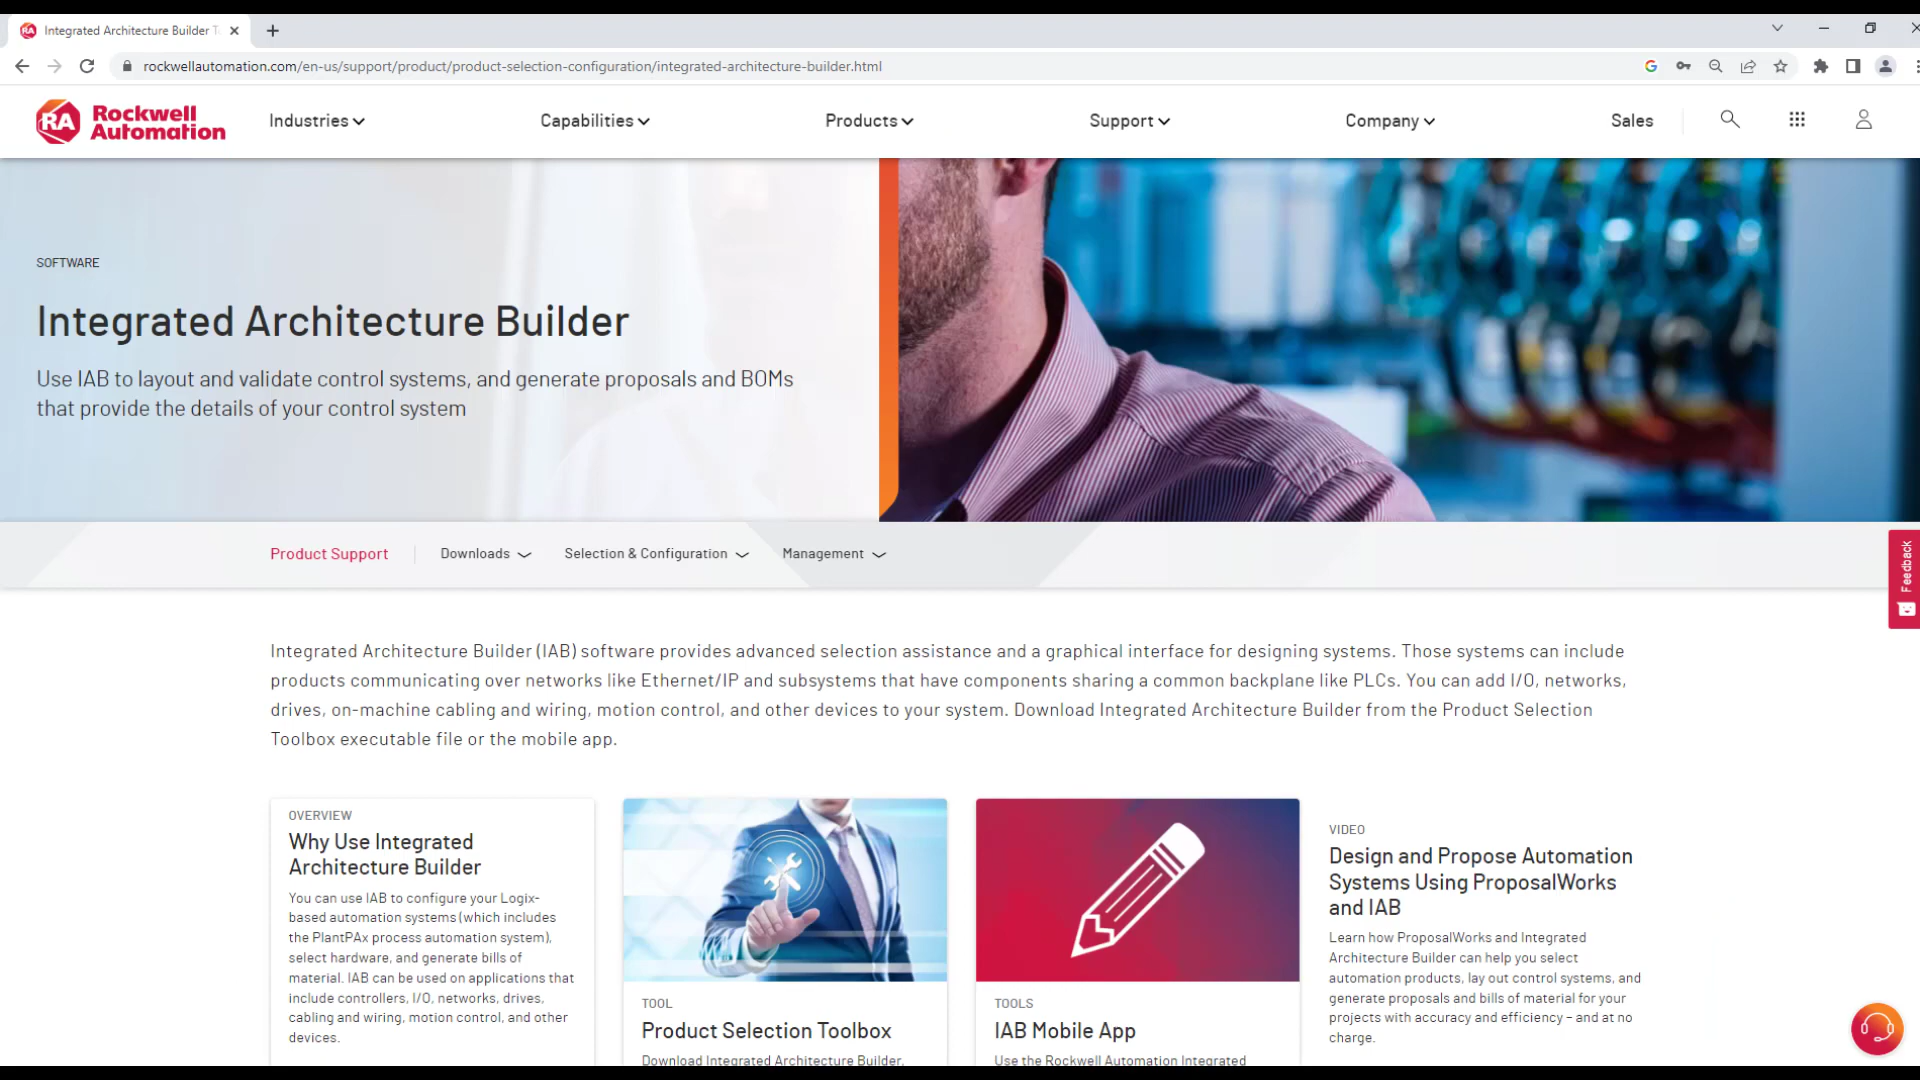 Integrated Architecture Builder T
rockwellautomation.com/en-us/support/product/product-selection-configuration/integrated-architecture-builder.html
RA Rockwell Automation
Industries
Capabilities
Products
Support
Company
Sales
SOFTWARE
Integrated Architecture Builder
Use IAB to layout and validate control systems, and generate proposals and BOMs
that provide the details of your control system
Product Support
Downloads
Selection & Configuration
Management
Feedback
Integrated Architecture Builder (IAB) software provides advanced selection assistance and a graphical interface for designing systems. Those systems can include
products communicating over networks like Ethernet/IP and subsystems that have components sharing a common backplane like PLCs. You can add I/O, networks,
drives, on-machine cabling and wiring, motion control, and other devices to your system. Download Integrated Architecture Builder from the Product Selection
Toolbox executable file or the mobile app.
OVERVIEW
Why Use Integrated
Architecture Builder
You can use IAB to configure your Logix-
based automation systems (which includes
the PlantPAx process automation system),
select hardware, and generate bills of
material. IAB can be used on applications that
include controllers, I/O, networks, drives,
cabling and wiring, motion control, and other
devices.
TOOL
Product Selection Toolbox
Download Integrated Architecture Builder,
TOOLS
IAB Mobile App
Use the Rockwell Automation Integrated
VIDEO
Design and Propose Automation
Systems Using ProposalWorks
and IAB
Learn how ProposalWorks and Integrated
Architecture Builder can help you select
automation products, lay out control systems, and
generate proposals and bills of material for your
projects with accuracy and efficiency – and at no
charge.